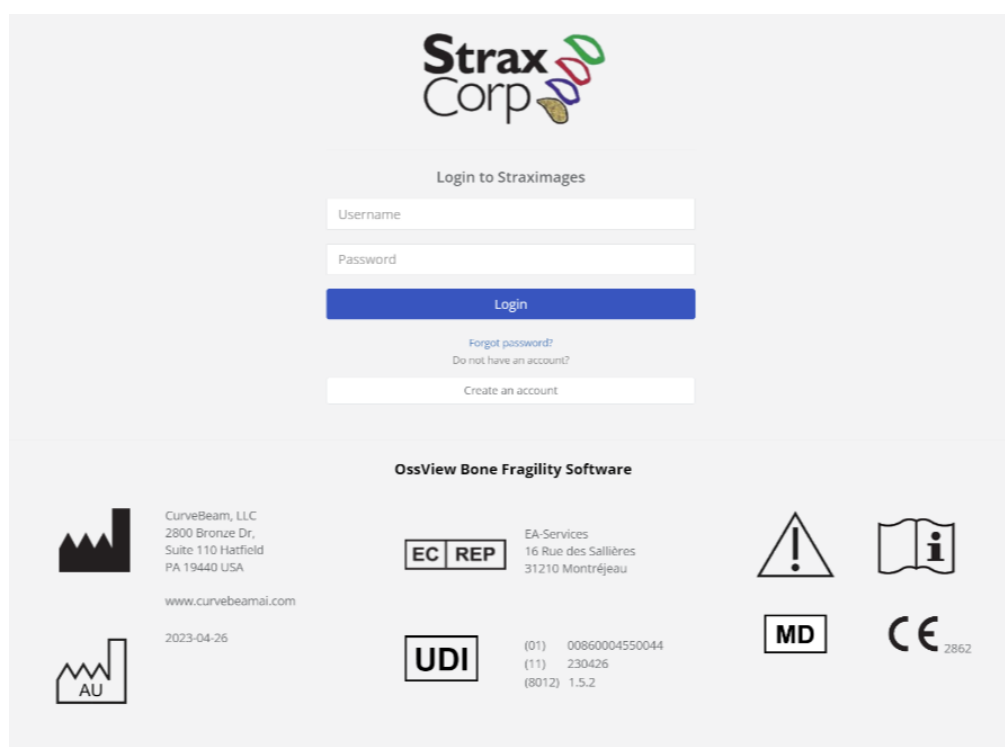 Strax
Corp
Login to Straximages
Username
Password
Login
Forgot password?
Do not have an account?
Create an account
OssView Bone Fragility Software
CurveBeam, LLC
2800 Bronze Dr,
Suite 110 Hatfield
PA 19440 USA
www.curvebeamai.com
2023-04-26
AU
EC REP
EA-Services
16 Rue des Sallières
31210 Montréjeau
UDI
(01) 00860004550044
(11) 230426
(8012) 1.5.2
!
i
MD
CE 2862